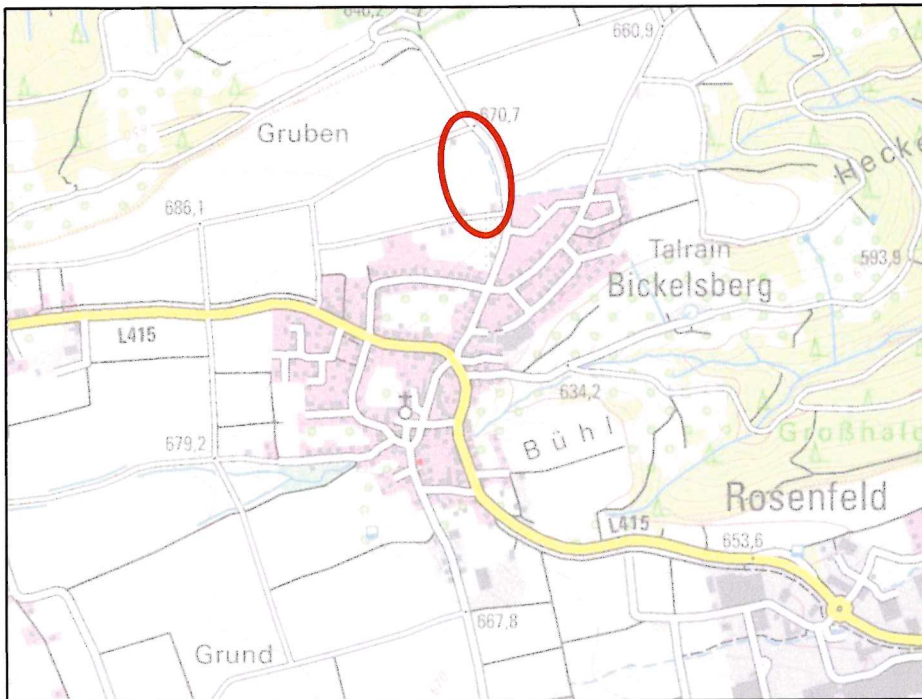 660,9
670,7
Gruben
Hecke
686,1
Talrain
Bickelsberg
593,9
L415
634,2
Bühl
Großhald
679,2
Rosenfeld
L415
653,6
667,8
Grund